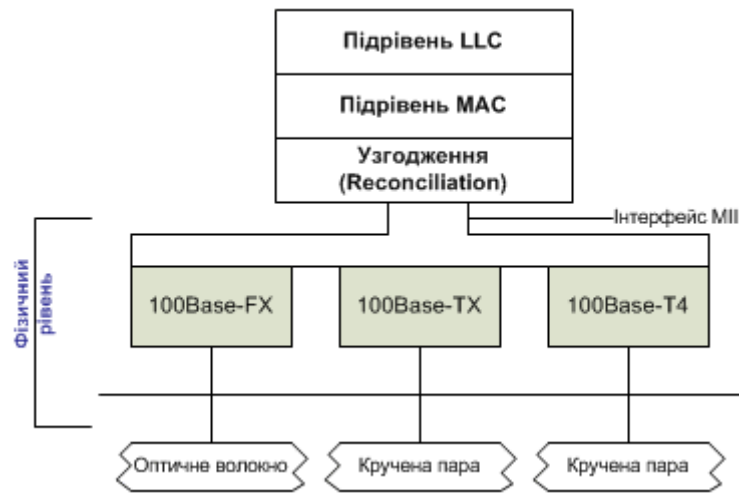 Підрівень LLC
Підрівень MAC
Узгодження
(Reconciliation)
Інтерфейс MII
Фізичний
рівень
100Base-FX
100Base-TX
100Base-T4
Оптичне волокно
Кручена пара
Кручена пара